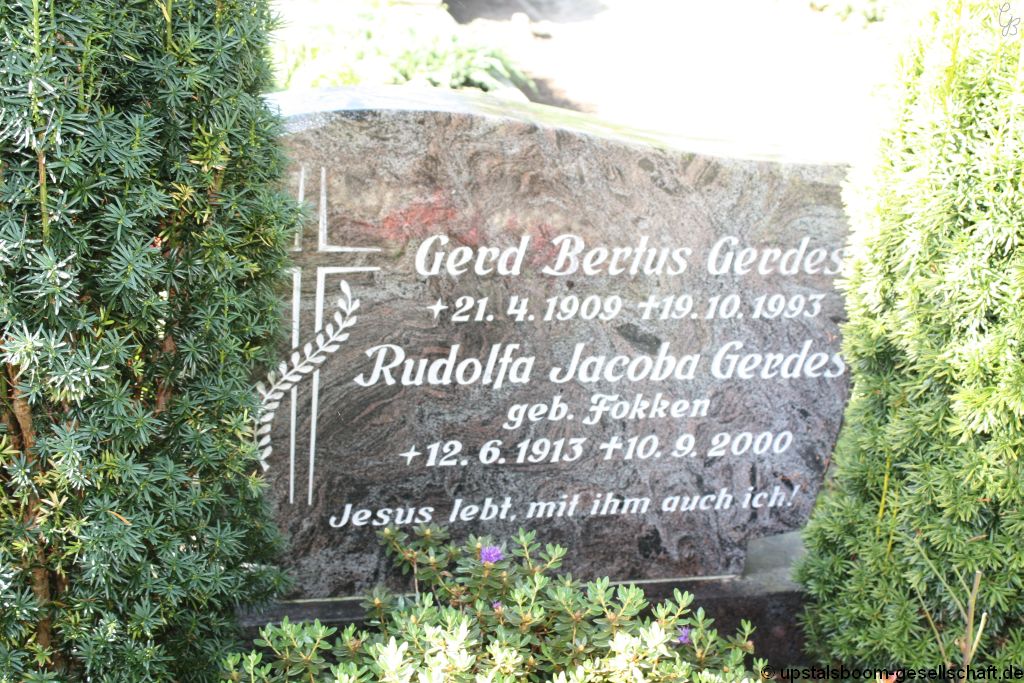 Gerd Bertus Gerdes
+21. 4. 1909 †19. 10. 1993
Rudolfa Jacoba Gerdes
geb. Fokken
+12. 6. 1913 †10. 9. 2000
Jesus lebt, mit ihm auch ich!
© upstalsboom-gesellschaft.de